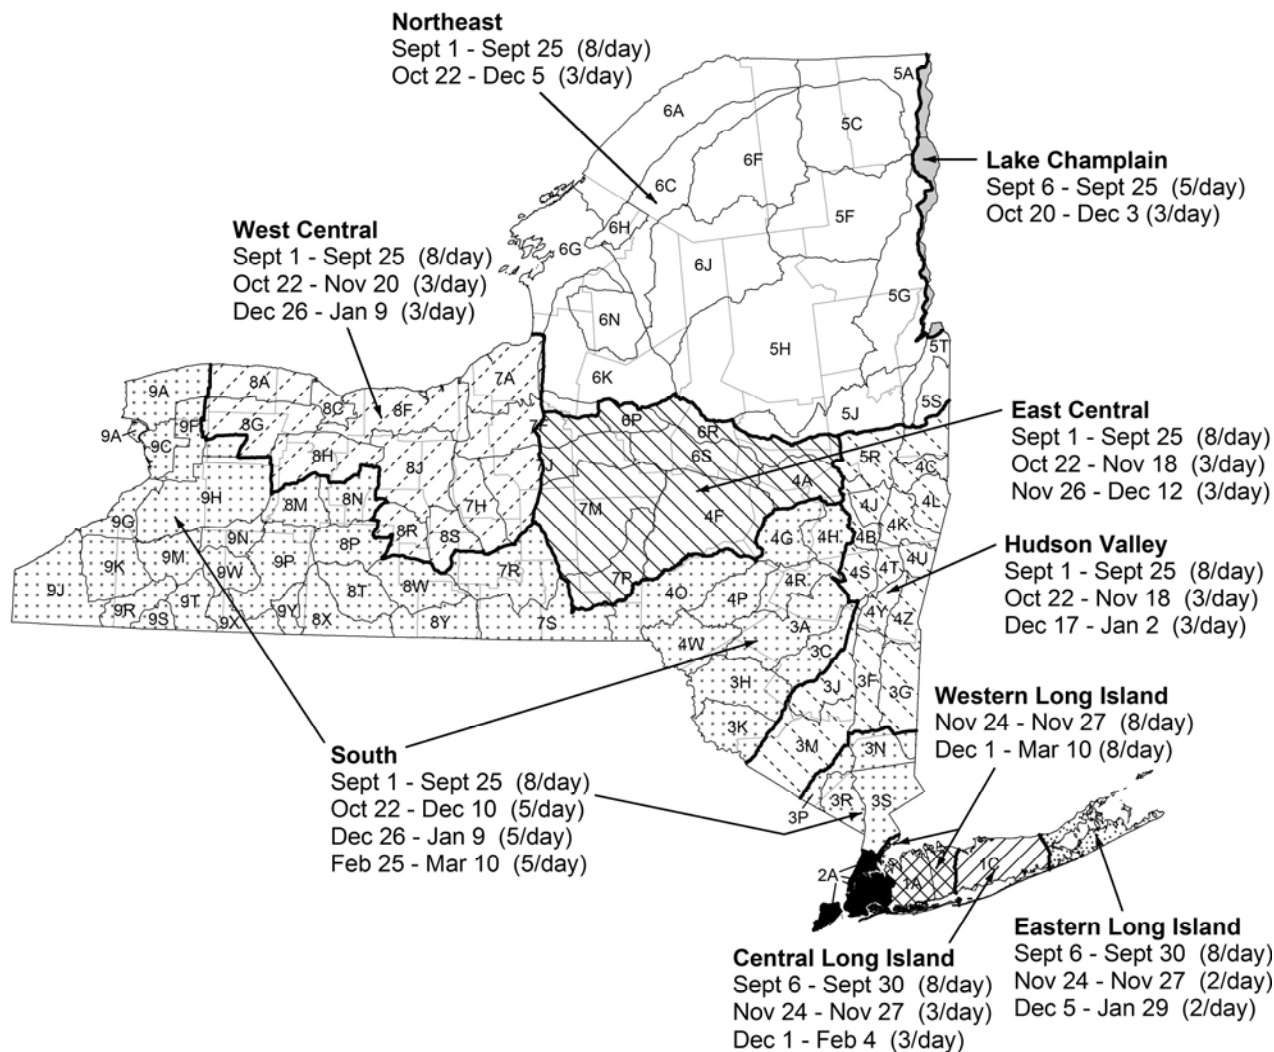 Northeast
Sept 1 - Sept 25 (8/day)
Oct 22 - Dec 5 (3/day)
Lake Champlain
Sept 6 - Sept 25 (5/day)
Oct 20 - Dec 3 (3/day)
West Central
Sept 1 - Sept 25 (8/day)
Oct 22 - Nov 20 (3/day)
Dec 26 - Jan 9 (3/day)
East Central
Sept 1 - Sept 25 (8/day)
Oct 22 - Nov 18 (3/day)
Nov 26 - Dec 12 (3/day)
Hudson Valley
Sept 1 - Sept 25 (8/day)
Oct 22 - Nov 18 (3/day)
Dec 17 - Jan 2 (3/day)
Western Long Island
Nov 24 - Nov 27 (8/day)
Dec 1 - Mar 10 (8/day)
South
Sept 1 - Sept 25 (8/day)
Oct 22 - Dec 10 (5/day)
Dec 26 - Jan 9 (5/day)
Feb 25 - Mar 10 (5/day)
Central Long Island
Sept 6 - Sept 30 (8/day)
Nov 24 - Nov 27 (3/day)
Dec 1 - Feb 4 (3/day)
Eastern Long Island
Sept 6 - Sept 30 (8/day)
Nov 24 - Nov 27 (2/day)
Dec 5 - Jan 29 (2/day)
5A
6A
5C
6F
6C
5F
6H
6G
6J
5G
6N
5H
5T
6K
5S
5J
7A
9A
8A
8C
8F
9F
8G
9A
9C
6P
6R
5R
8H
8J
6S
4C
9H
8N
4A
8M
7H
7M
4J
4L
9G
4F
4K
9N
8P
8R
8S
4G
4H
4B
9M
9P
4U
9K
9W
7R
7P
4S
4T
9J
8T
8W
4R
9T
4O
4P
9R
9S
9X
9Y
8X
8Y
7S
3A
4Y
4Z
4W
3C
3H
3J
3F
3G
3K
3M
3N
3R
3S
3P
2A
1A
1C